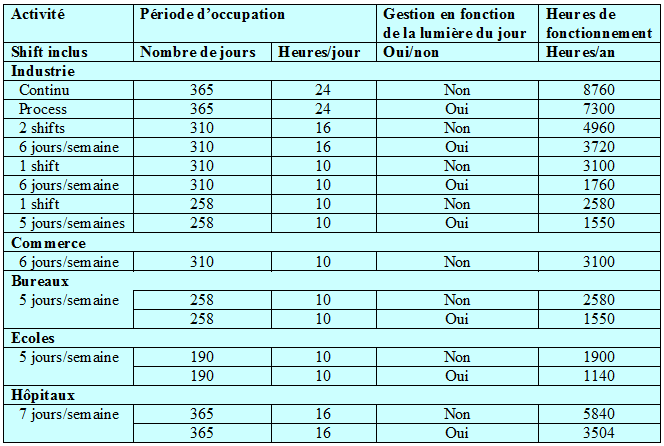 Activité Période d’occupation Gestion en fonction de la lumière du jour Heures de fonctionnement
Shift inclus Nombre de jours Heures/jour Oui/non Heures/an
Industrie
Continu 365 24 Non 8760
Process 365 24 Oui 7300
2 shifts 310 16 Non 4960
6 jours/semaine 310 16 Oui 3720
1 shift 310 10 Non 3100
6 jours/semaine 310 10 Oui 1760
1 shift 258 10 Non 2580
5 jours/semaines 258 10 Oui 1550
Commerce
6 jours/semaine 310 10 Non 3100
Bureaux
5 jours/semaine 258 10 Non 2580
258 10 Oui 1550
Ecoles
5 jours/semaine 190 10 Non 1900
190 10 Oui 1140
Hôpitaux
7 jours/semaine 365 16 Non 5840
365 16 Oui 3504